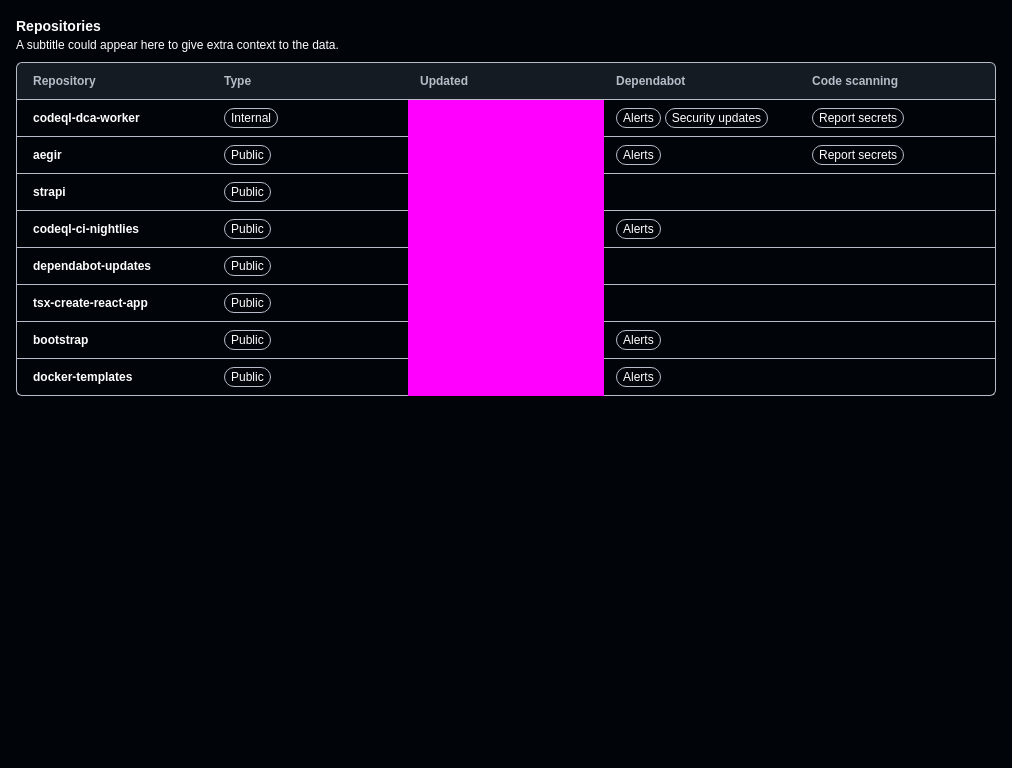 Repositories
A subtitle could appear here to give extra context to the data.
Repository Type Updated Dependabot Code scanning
codeql-dca-worker Internal Alerts Security updates Report secrets
aegir Public Alerts Report secrets
strapi Public
codeql-ci-nightlies Public Alerts
dependabot-updates Public
tsx-create-react-app Public
bootstrap Public Alerts
docker-templates Public Alerts